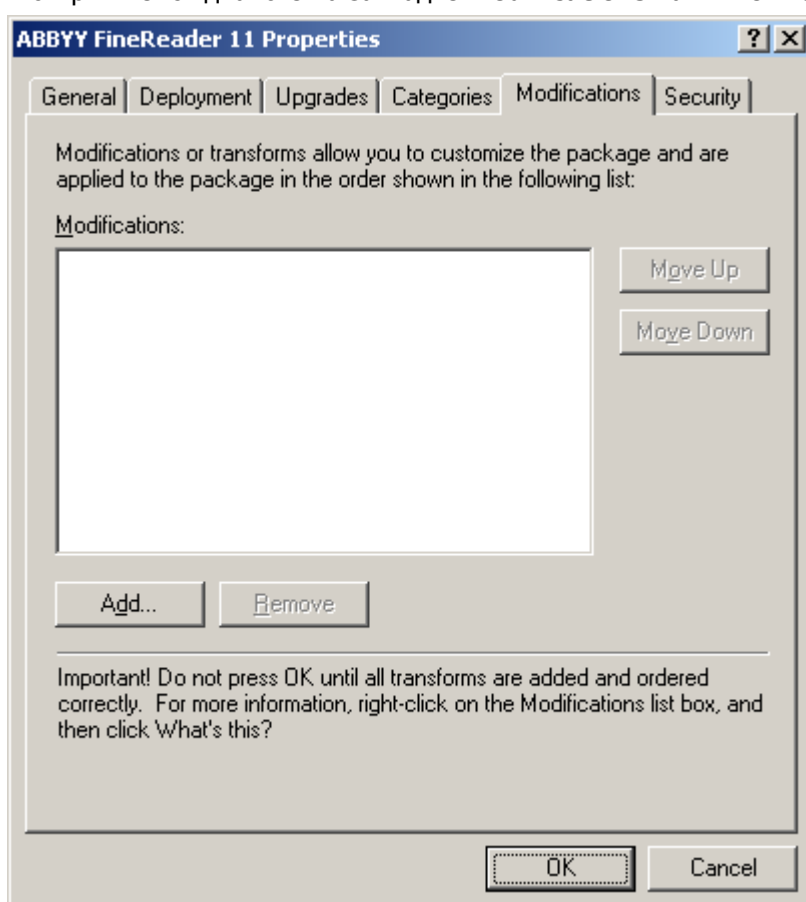 ABBYY FineReader 11 Properties
General Deployment Upgrades Categories Modifications Security
Modifications or transforms allow you to customize the package and are
applied to the package in the order shown in the following list:
Modifications:
Move Up
Move Down
Add... Remove
Important! Do not press OK until all transforms are added and ordered
correctly. For more information, right-click on the Modifications list box, and
then click What's this?
OK Cancel